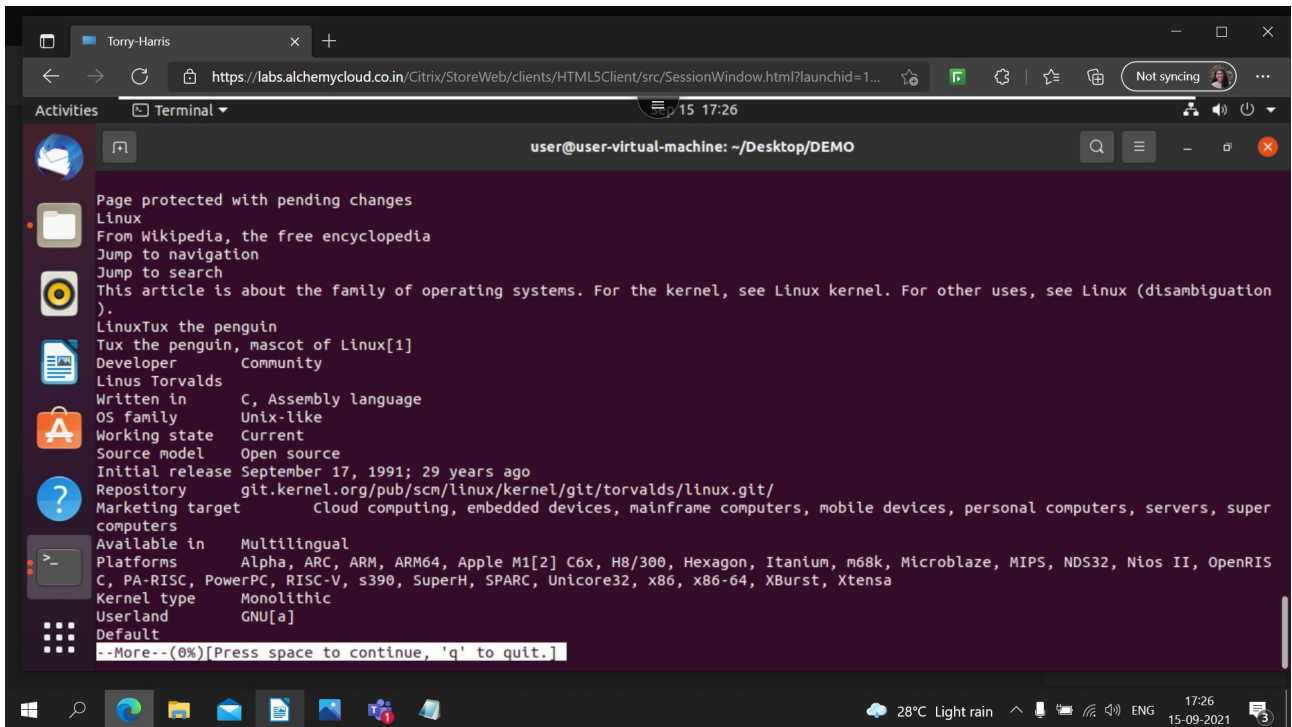 Torry-Harris
https://labs.alchemycloud.co.in/Citrix/StoreWeb/clients/HTML5Client/src/SessionWindow.html?launchid=1...
Not syncing
Activities
Terminal
15 17:26
user@user-virtual-machine: ~/Desktop/DEMO
Page protected with pending changes
Linux
From Wikipedia, the free encyclopedia
Jump to navigation
Jump to search
This article is about the family of operating systems. For the kernel, see Linux kernel. For other uses, see Linux (disambiguation
).
LinuxTux the penguin
Tux the penguin, mascot of Linux[1]
Developer Community
Linus Torvalds
Written in C, Assembly language
OS family Unix-like
Working state Current
Source model Open source
Initial release September 17, 1991; 29 years ago
Repository git.kernel.org/pub/scm/linux/kernel/git/torvalds/linux.git/
Marketing target Cloud computing, embedded devices, mainframe computers, mobile devices, personal computers, servers, super
computers
Available in Multilingual
Platforms Alpha, ARC, ARM, ARM64, Apple M1[2] C6x, H8/300, Hexagon, Itanium, m68k, Microblaze, MIPS, NDS32, Nios II, OpenRIS
C, PA-RISC, PowerPC, RISC-V, s390, SuperH, SPARC, Unicore32, x86, x86-64, XBurst, Xtensa
Kernel type Monolithic
Userland GNU[a]
Default
--More--(0%)[Press space to continue, 'q' to quit.]
28°C Light rain
ENG
17:26
15-09-2021
3